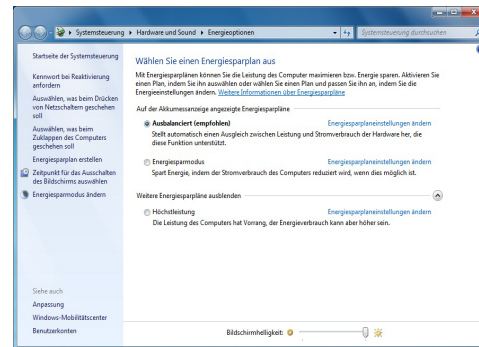 Systemsteuerung ▸ Hardware und Sound ▸ Energieoptionen
Systemsteuerung durchsuchen
Startseite der Systemsteuerung
Kennwort bei Reaktivierung
anfordern
Auswählen, was beim Drücken
von Netzschaltern geschehen
soll
Auswählen, was beim
Zuklappen des Computers
geschehen soll
Energiesparplan erstellen
Zeitpunkt für das Ausschalten
des Bildschirms auswählen
Energiesparmodus ändern
Siehe auch
Anpassung
Windows-Mobilitätscenter
Benutzerkonten
Wählen Sie einen Energiesparplan aus
Mit Energiesparplänen können Sie die Leistung des Computer maximieren bzw. Energie sparen. Aktivieren Sie
einen Plan, indem Sie ihn auswählen oder wählen Sie einen Plan und passen Sie ihn an, indem Sie die
Energieeinstellungen ändern. Weitere Informationen über Energiesparpläne
Auf der Akkumessanzeige angezeigte Energiesparpläne
Ausbalanciert (empfohlen) Energiesparplaneinstellungen ändern
Stellt automatisch einen Ausgleich zwischen Leistung und Stromverbrauch der Hardware her, die
diese Funktion unterstützt.
Energiesparmodus Energiesparplaneinstellungen ändern
Spart Energie, indem der Stromverbrauch des Computers reduziert wird, wenn dies möglich ist.
Weitere Energiesparpläne ausblenden
Höchstleistung Energiesparplaneinstellungen ändern
Die Leistung des Computers hat Vorrang, der Energieverbrauch kann aber höher sein.
Bildschirmhelligkeit: